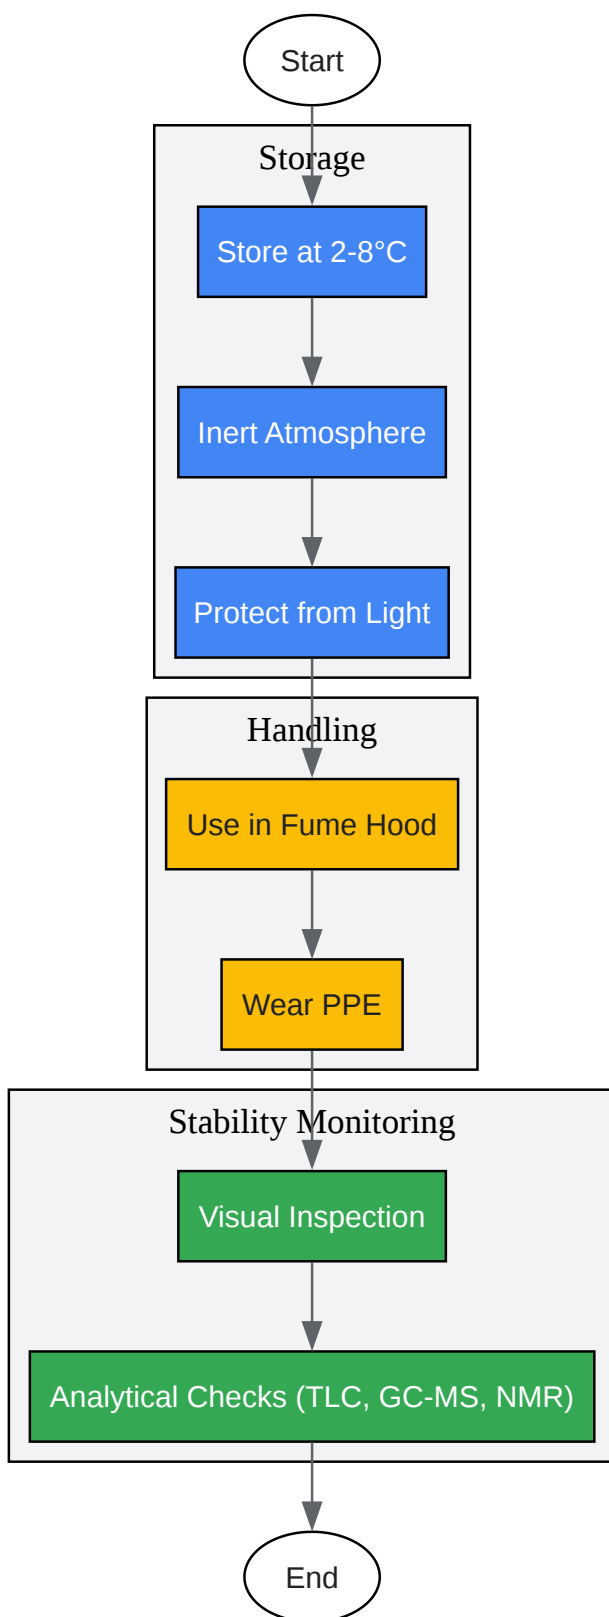 Start
Storage
Store at 2-8°C
Inert Atmosphere
Protect from Light
Handling
Use in Fume Hood
Wear PPE
Stability Monitoring
Visual Inspection
Analytical Checks (TLC, GC-MS, NMR)
End